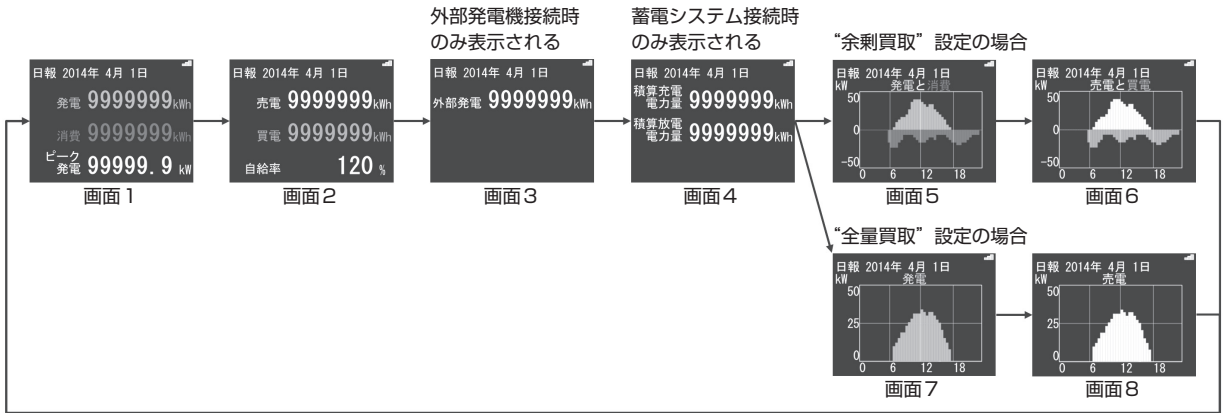 外部発電機接続時
のみ表示される
蓄電システム接続時
のみ表示される
“余剰買取”設定の場合
日報 2014年 4月 1日
発電 9999999kWh
消費 9999999kWh
ピーク
発電 99999.9 kW
画面1
日報 2014年 4月 1日
売電 9999999kWh
買電 9999999kWh
自給率 120 %
画面2
日報 2014年 4月 1日
外部発電 9999999kWh
画面3
日報 2014年 4月 1日
積算充電
電力量 9999999kWh
積算放電
電力量 9999999kWh
画面4
日報 2014年 4月 1日
kW 発電と消費
50
0
-50
0 6 12 18
画面5
日報 2014年 4月 1日
kW 売電と買電
50
0
-50
0 6 12 18
画面6
“全量買取”設定の場合
日報 2014年 4月 1日
kW 発電
50
25
0
0 6 12 18
画面7
日報 2014年 4月 1日
kW 売電
50
25
0
0 6 12 18
画面8